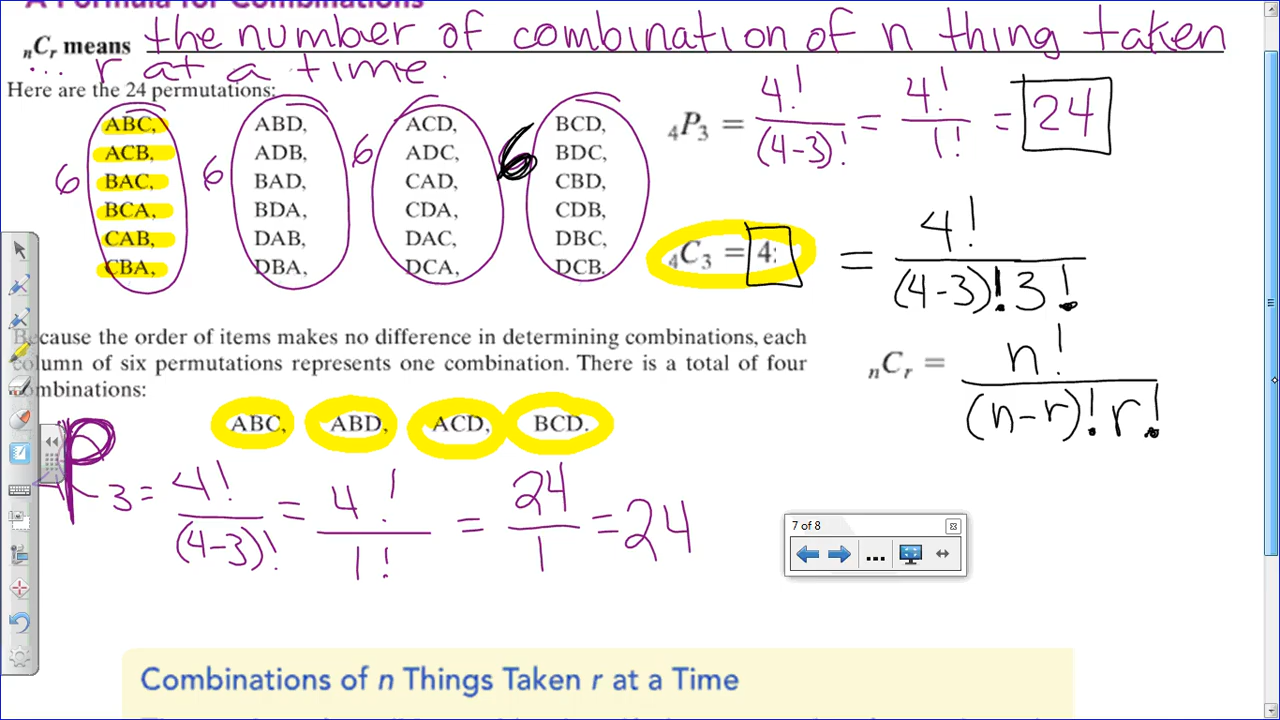 A Formula for Combinations
nCr means the number of combination of n thing taken
... r at a time.
Here are the 24 permutations:
ABC, ABD, ACD, BCD,
ACB, ADB, ADC, BDC,
BAC, BAD, CAD, CBD,
BCA, BDA, CDA, CDB,
CAB, DAB, DAC, DBC,
CBA, DBA, DCA, DCB.
6 6 6 6
4P3 = 4!/(4-3)! = 4!/1! = 24
4C3 = 4: = 4!/(4-3)!3!
nCr = n!/(n-r)!r!
Because the order of items makes no difference in determining combinations, each
column of six permutations represents one combination. There is a total of four
combinations:
ABC, ABD, ACD, BCD.
P3 = 4!/(4-3)! = 4!/1! = 24/1 = 24
7 of 8
...
Combinations of n Things Taken r at a Time